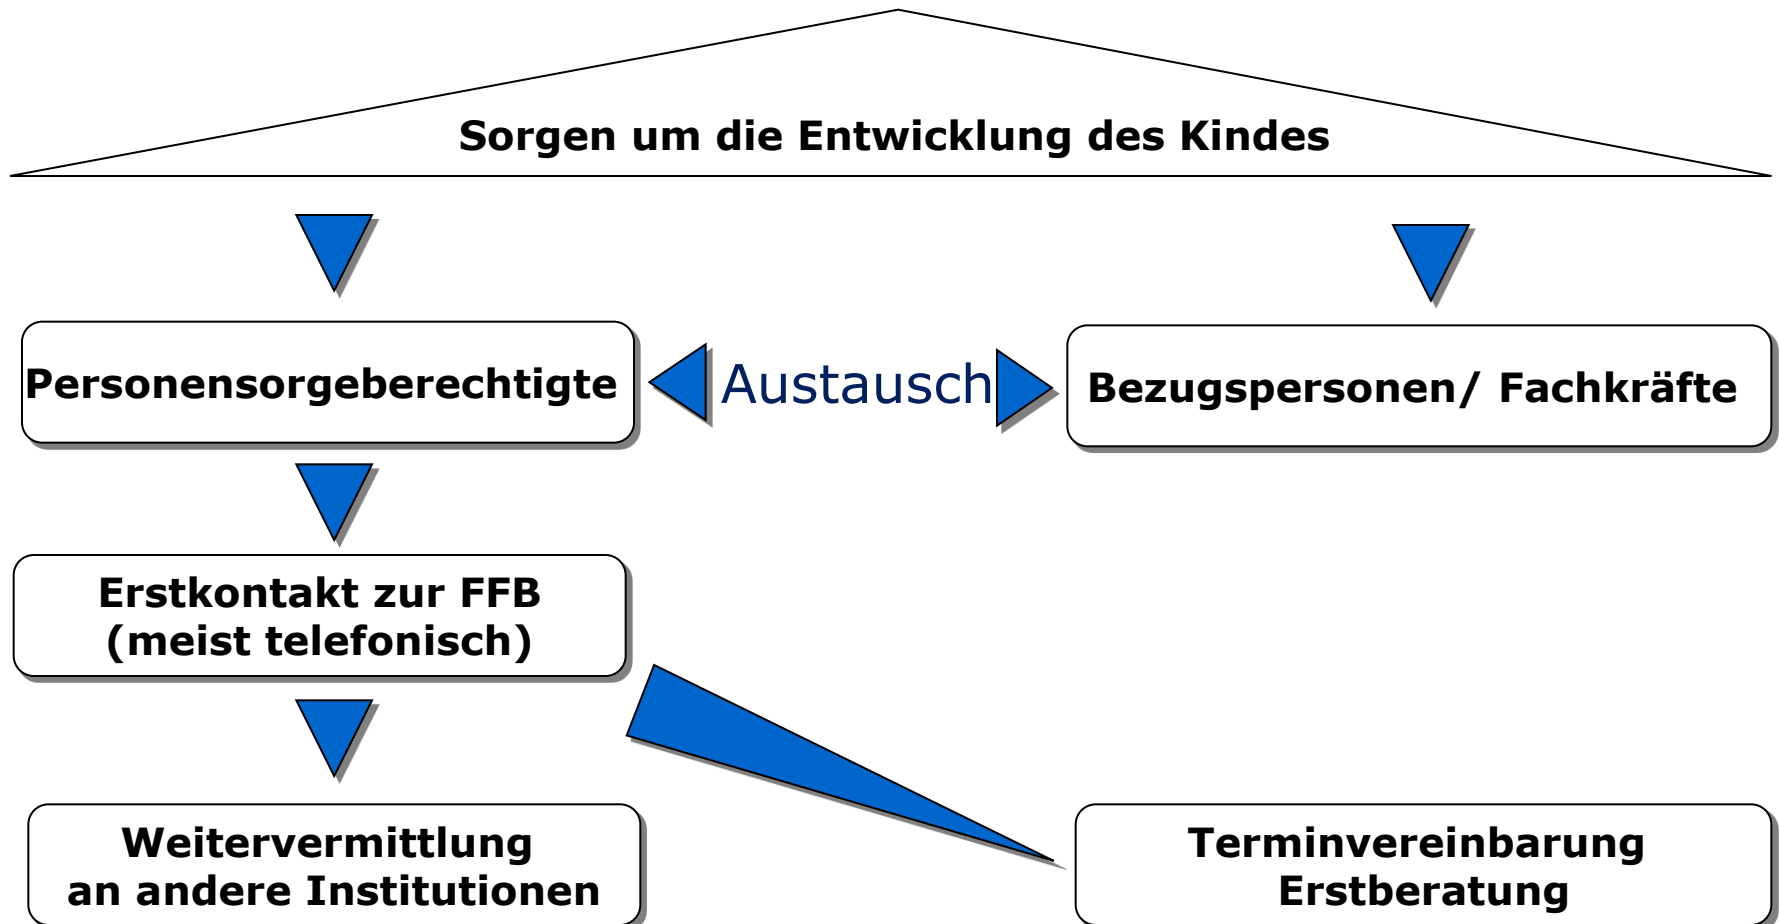 Sorgen um die Entwicklung des Kindes
Personensorgeberechtigte
Austausch
Bezugspersonen/ Fachkräfte
Erstkontakt zur FFB
(meist telefonisch)
Weitervermittlung
an andere Institutionen
Terminvereinbarung
Erstberatung